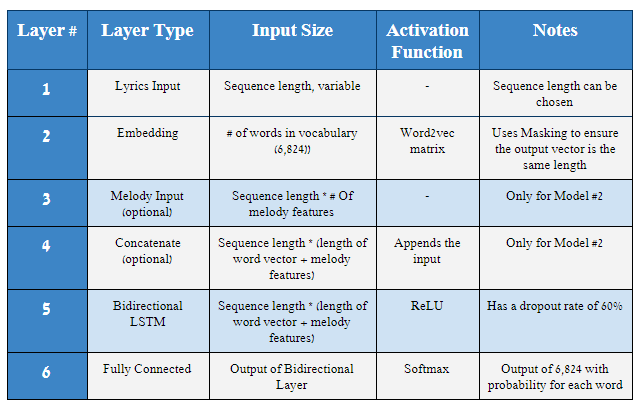 Layer #
Layer Type
Input Size
Activation
Function
Notes
1
Lyrics Input
Sequence length, variable
-
Sequence length can be
chosen
2
Embedding
# of words in vocabulary
(6,824))
Word2vec
matrix
Uses Masking to ensure
the output vector is the
same length
3
Melody Input
(optional)
Sequence length * # Of
melody features
-
Only for Model #2
4
Concatenate
(optional)
Sequence length * (length of
word vector + melody
features)
Appends the
input
Only for Model #2
5
Bidirectional
LSTM
Sequence length * (length of
word vector + melody
features)
ReLU
Has a dropout rate of 60%
6
Fully Connected
Output of Bidirectional
Layer
Softmax
Output of 6,824 with
probability for each word